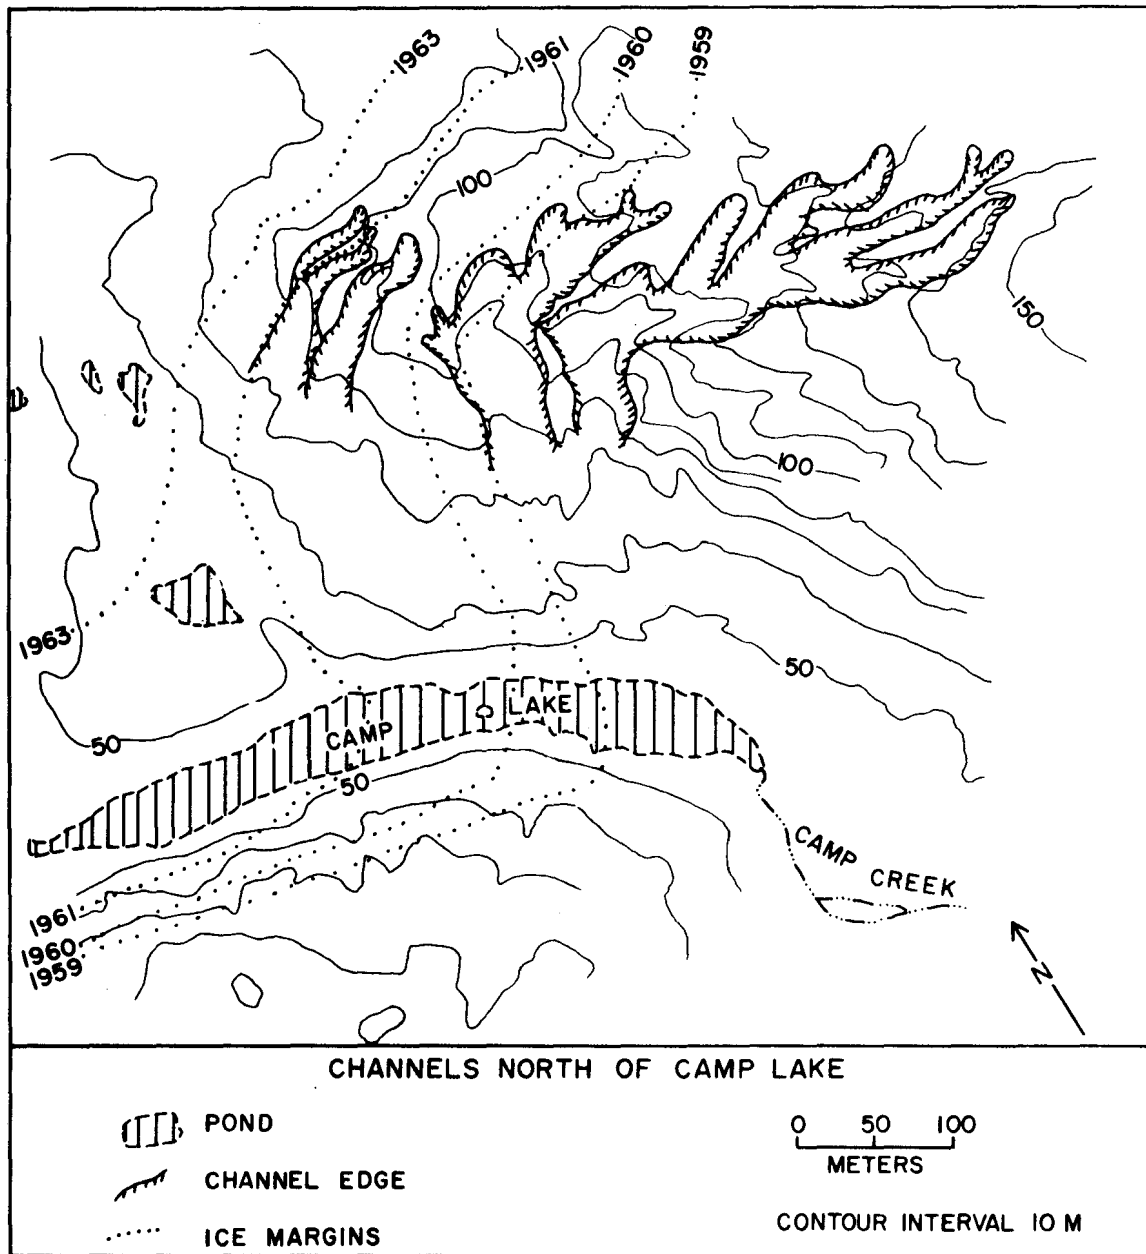 1963
1961
1960
1959
100
150
100
1963
50
50
LAKE
CAMP
50
CAMP CREEK
1961
1960
1959
N
CHANNELS NORTH OF CAMP LAKE
POND
0 50 100
METERS
CHANNEL EDGE
CONTOUR INTERVAL 10 M
ICE MARGINS